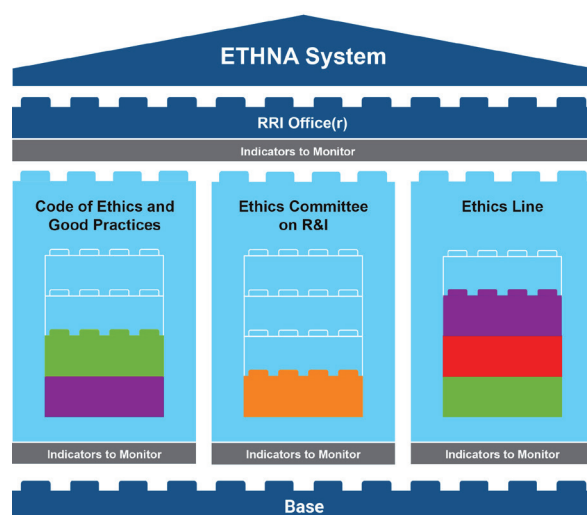 ETHNA System
RRI Office(r)
Indicators to Monitor
Code of Ethics and
Good Practices
Ethics Committee
on R&I
Ethics Line
Indicators to Monitor
Indicators to Monitor
Indicators to Monitor
Base